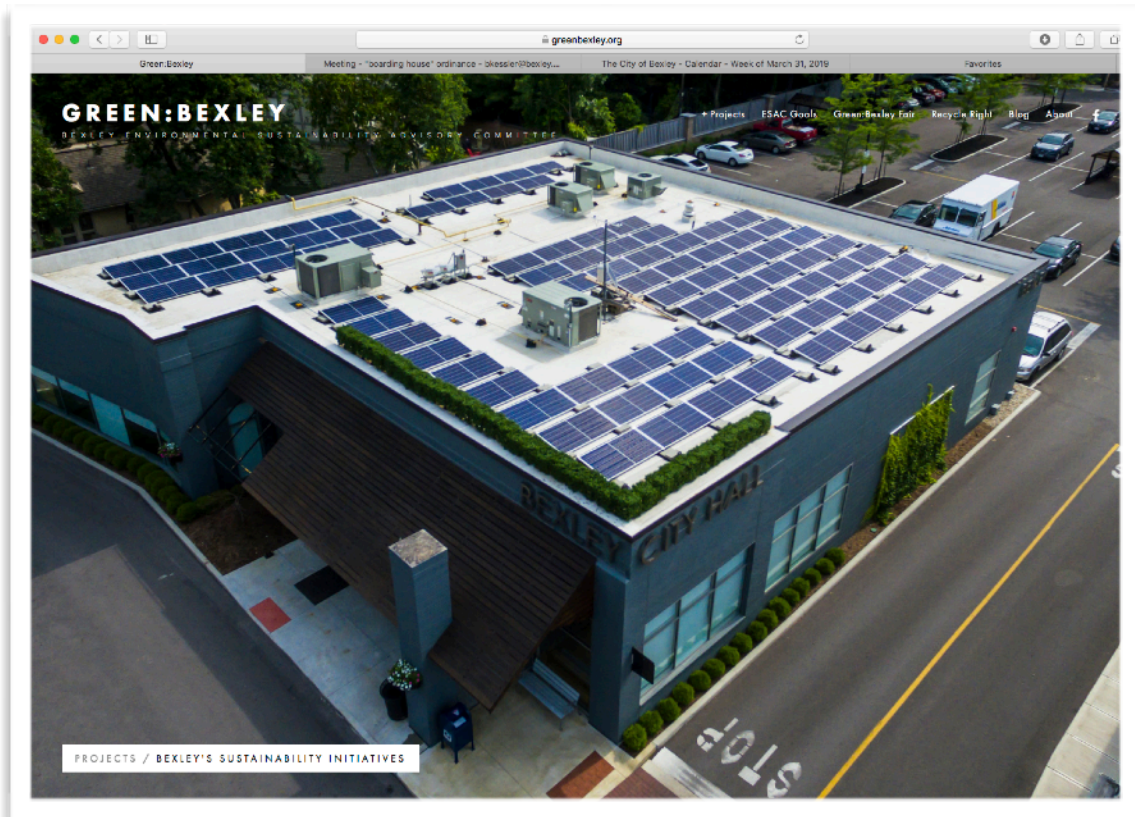 greenbexley.org
Green:Bexley
Meeting - "boarding house" ordinance - bkessler@bexley....
The City of Bexley - Calendar - Week of March 31, 2019
Favorites
GREEN:BEXLEY
BEXLEY ENVIRONMENTAL SUSTAINABILITY ADVISORY COMMITTEE
+ Projects
ESAC Goals
Green:Bexley Fair
Recycle Right
Blog
About
BEXLEY CITY HALL
STOP
PROJECTS / BEXLEY'S SUSTAINABILITY INITIATIVES